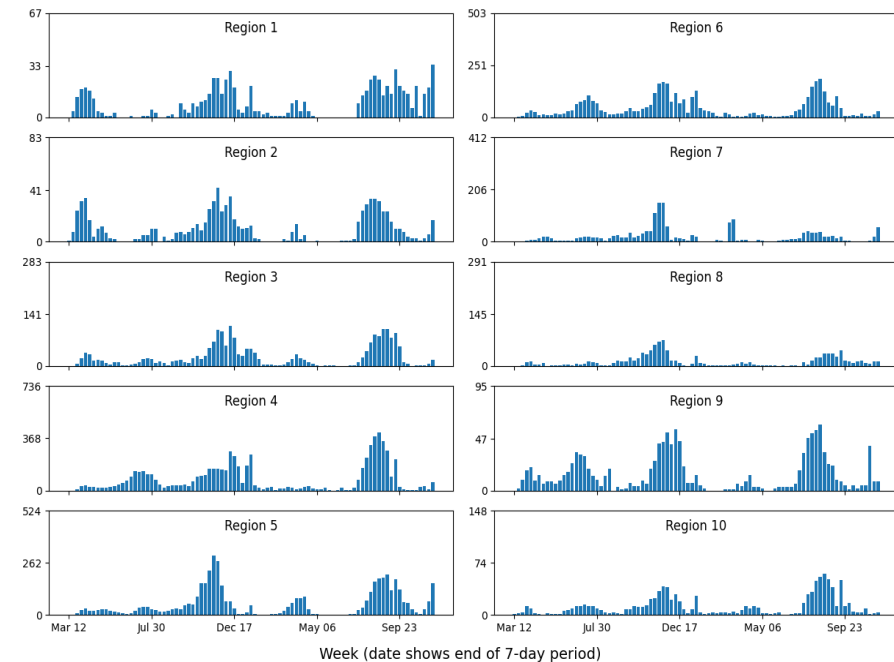 67
33
0
Region 1
503
251
0
Region 6
83
41
0
Region 2
412
206
0
Region 7
283
141
0
Region 3
291
145
0
Region 8
736
368
0
Region 4
95
47
0
Region 9
524
262
0
Region 5
148
74
0
Region 10
Mar 12 Jul 30 Dec 17 May 06 Sep 23
Mar 12 Jul 30 Dec 17 May 06 Sep 23
Week (date shows end of 7-day period)